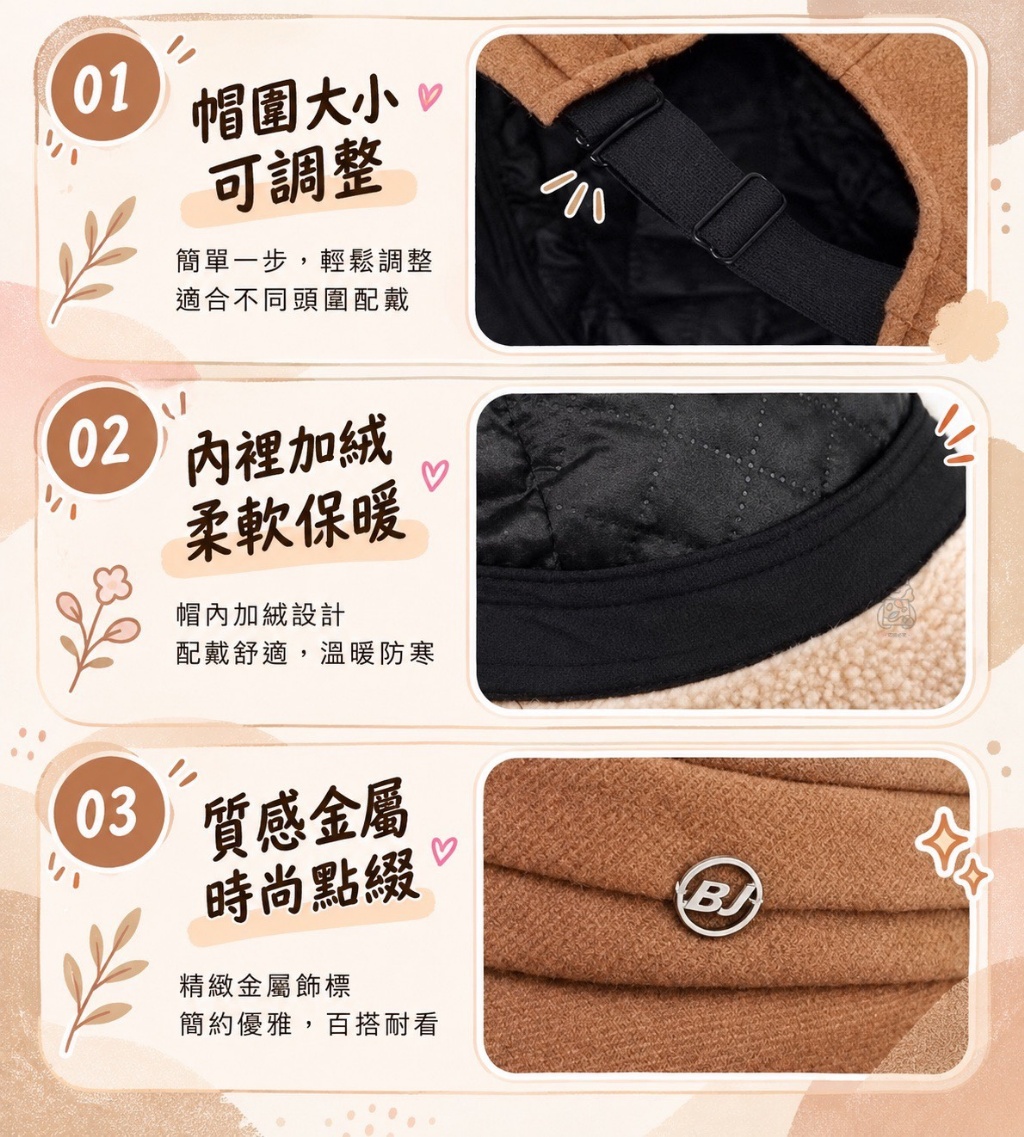 01
帽圍大小
可調整
簡單一步，輕鬆調整
適合不同頭圍配戴
02
內裡加絨
柔軟保暖
帽內加絨設計
配戴舒適，溫暖防寒
03
質感金屬
時尚點綴
BJ
精緻金屬飾標
簡約優雅，百搭耐看